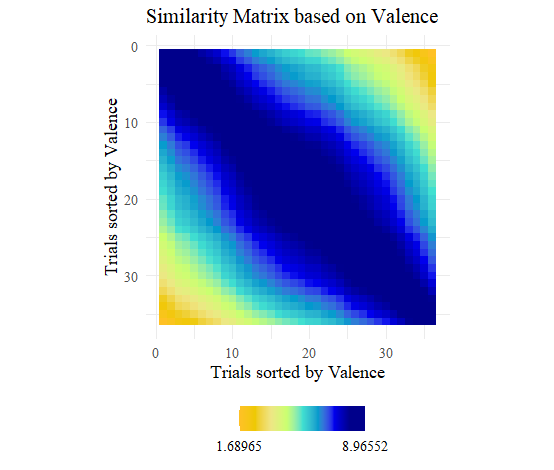 Similarity Matrix based on Valence
Trials sorted by Valence
0
10
20
30
0 10 20 30
Trials sorted by Valence
1.68965 8.96552